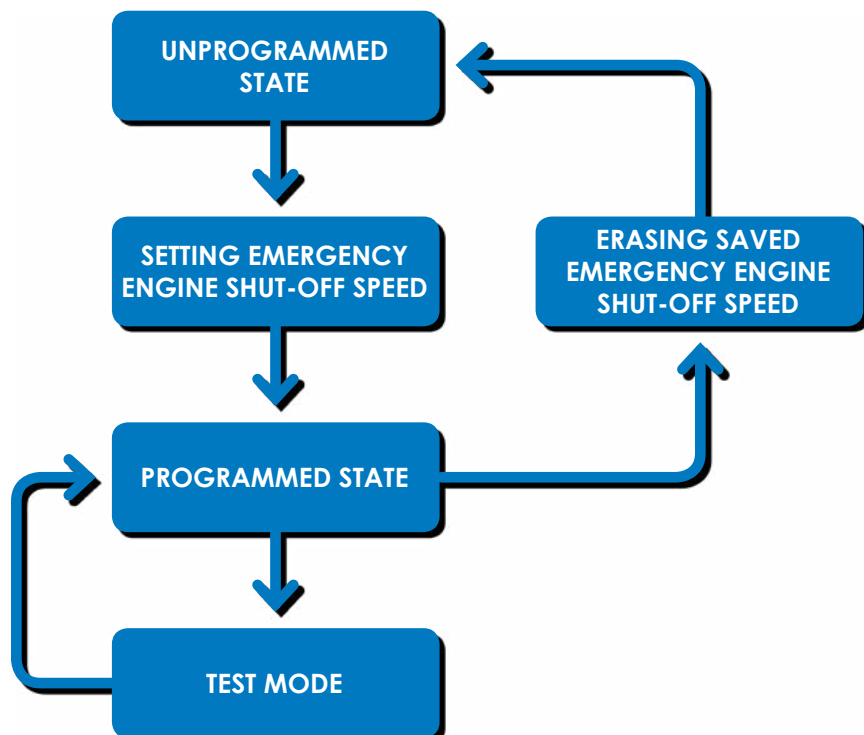 UNPROGRAMMED
STATE
SETTING EMERGENCY
ENGINE SHUT-OFF SPEED
ERASING SAVED
EMERGENCY ENGINE
SHUT-OFF SPEED
PROGRAMMED STATE
TEST MODE